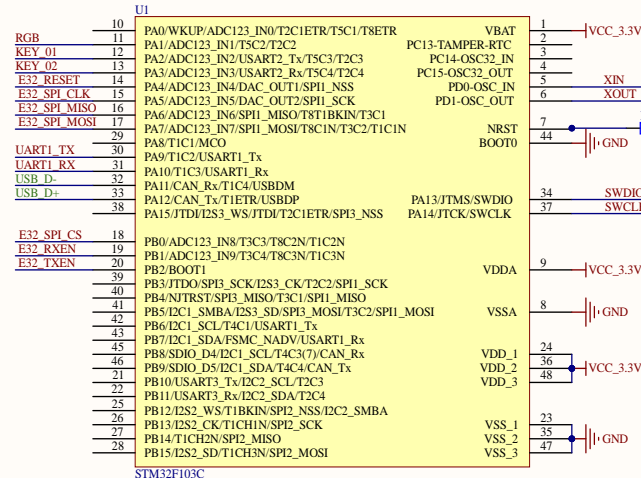 U1
10 PA0/WKUP/ADC123_IN0/T2C1ETR/T5C1/T8ETR VBAT 1 VCC_3.3V
RGB 11 PA1/ADC123_IN1/T5C2/T2C2 PC13-TAMPER-RTC 2
KEY_01 12 PA2/ADC123_IN2/USART2_Tx/T5C3/T2C3 PC14-OSC32_IN 3
KEY_02 13 PA3/ADC123_IN3/USART2_Rx/T5C4/T2C4 PC15-OSC32_OUT 4
E32_RESET 14 PA4/ADC123_IN4/DAC_OUT1/SPI1_NSS PD0-OSC_IN 5 XIN
E32_SPI_CLK 15 PA5/ADC123_IN5/DAC_OUT2/SPI1_SCK PD1-OSC_OUT 6 XOUT
E32_SPI_MISO 16 PA6/ADC123_IN6/SPI1_MISO/T8T1BKIN/T3C1
E32_SPI_MOSI 17 PA7/ADC123_IN7/SPI1_MOSI/T8C1N/T3C2/T1C1N NRST 7
29 PA8/T1C1/MCO BOOT0 44 GND
UART1_TX 30 PA9/T1C2/USART1_Tx
UART1_RX 31 PA10/T1C3/USART1_Rx
USB_D- 32 PA11/CAN_Rx/T1C4/USBDM
USB_D+ 33 PA12/CAN_Tx/T1ETR/USBDP PA13/JTMS/SWDIO 34 SWDIO
38 PA15/JTDI/I2S3_WS/JTDI/T2C1ETR/SPI3_NSS PA14/JTCK/SWCLK 37
E32_SPI_CS 18 PB0/ADC123_IN8/T3C3/T8C2N/T1C2N
E32_RXEN 19 PB1/ADC123_IN9/T3C4/T8C3N/T1C3N
E32_TXEN 20 PB2/BOOT1 VDDA 9 VCC_3.3V
39 PB3/JTDO/SPI3_SCK/I2S3_CK/T2C2/SPI1_SCK
40 PB4/NJTRST/SPI3_MISO/T3C1/SPI1_MISO
41 PB5/I2C1_SMBA/I2S3_SD/SPI3_MOSI/T3C2/SPI1_MOSI VSSA 8 GND
42 PB6/I2C1_SCL/T4C1/USART1_Tx
43 PB7/I2C1_SDA/FSMC_NADV/USART1_Rx
45 PB8/SDIO_D4/I2C1_SCL/T4C3(7)/CAN_Rx VDD_1 24
46 PB9/SDIO_D5/I2C1_SDA/T4C4/CAN_Tx VDD_2 36 VCC_3.3V
21 PB10/USART3_Tx/I2C2_SCL/T2C3 VDD_3 48
22 PB11/USART3_Rx/I2C2_SDA/T2C4
25 PB12/I2S2_WS/T1BKIN/SPI2_NSS/I2C2_SMBA
26 PB13/I2S2_CK/T1CH1N/SPI2_SCK VSS_1 23
27 PB14/T1CH2N/SPI2_MISO VSS_2 35 GND
28 PB15/I2S2_SD/T1CH3N/SPI2_MOSI VSS_3 47
STM32F103C